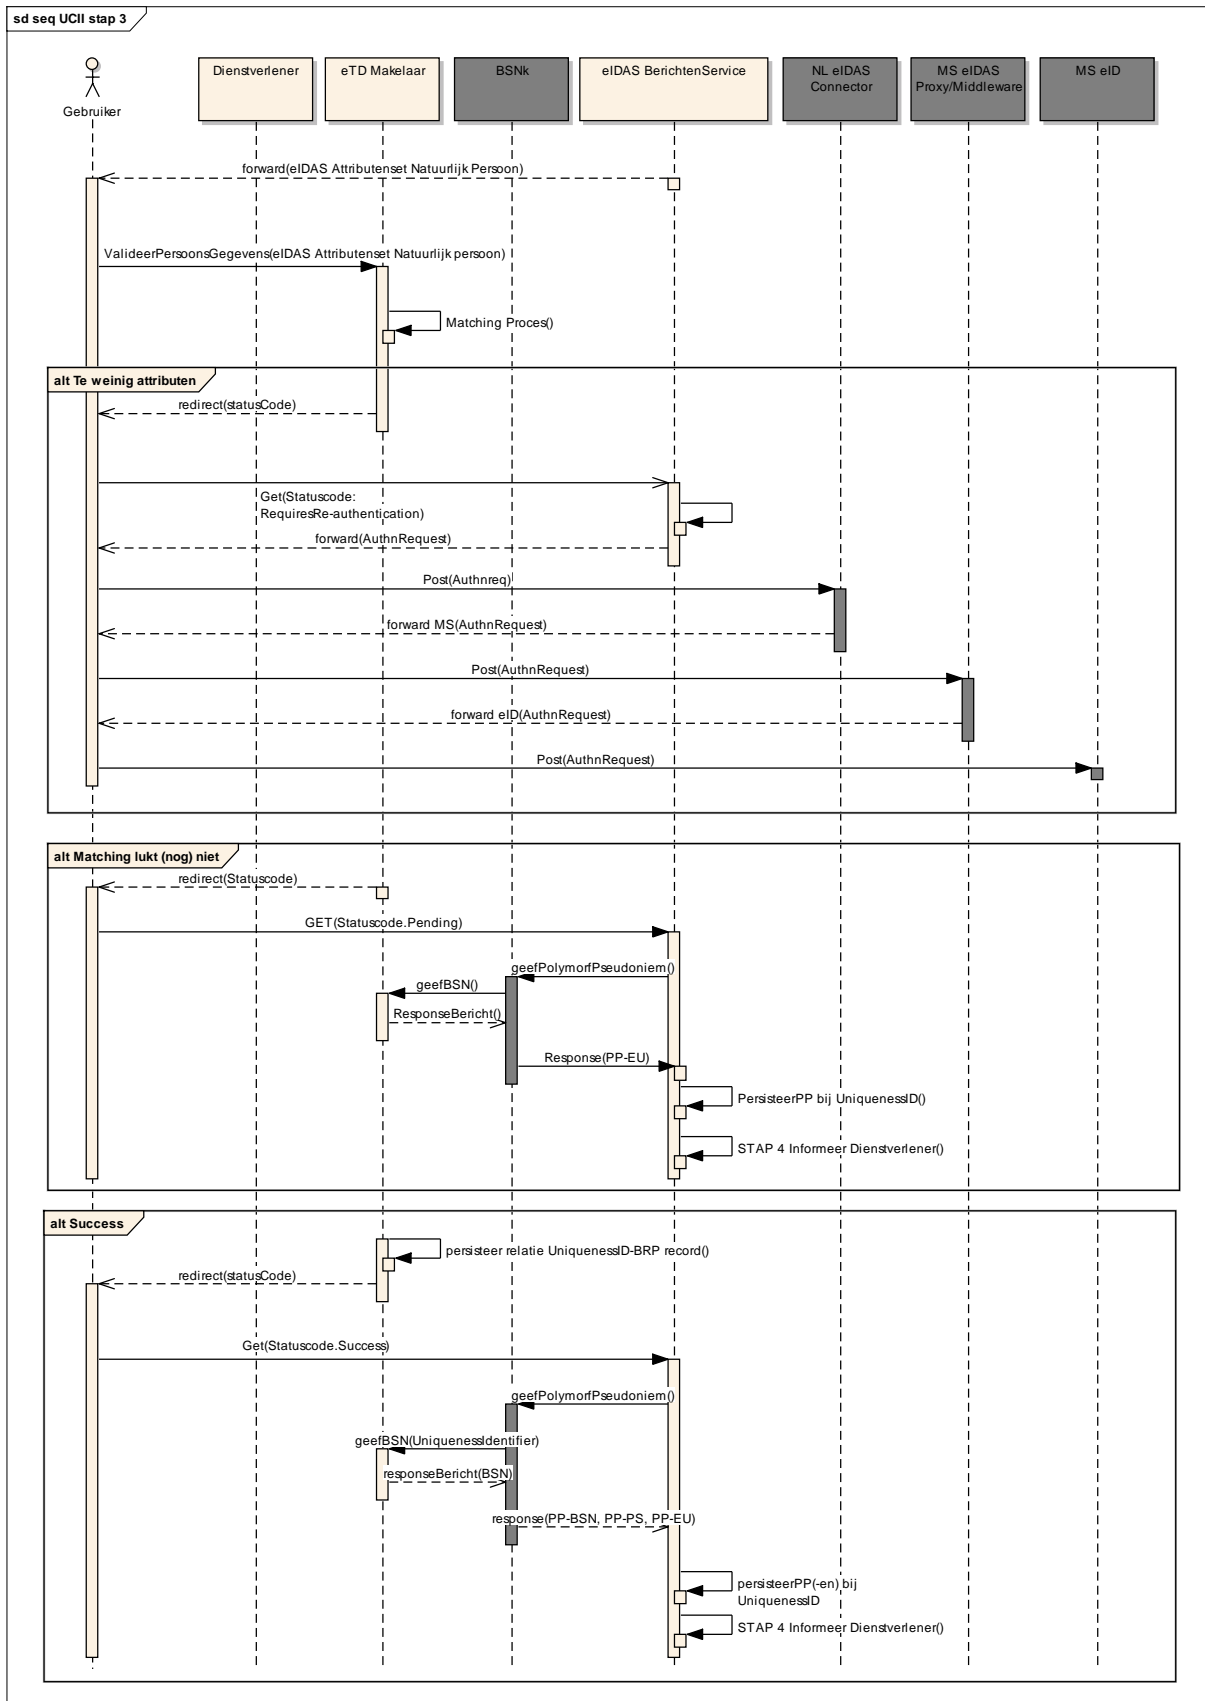 sd seq UCII stap 3
Dienstverlener
eTD Makelaar
BSNk
eIDAS BerichtenService
NL eIDAS
Connector
MS eIDAS
Proxy/Middleware
MS eID
Gebruiker
forward(eIDAS Attributenset Natuurlijk Persoon)
ValideerPersoonsGegevens(eIDAS Attributenset Natuurlijk persoon)
Matching Proces()
alt Te weinig attributen
redirect(statusCode)
Get(Statuscode:
RequiresRe-authentication)
forward(AuthnRequest)
Post(Authnreq)
forward MS(AuthnRequest)
Post(AuthnRequest)
forward eID(AuthnRequest)
Post(AuthnRequest)
alt Matching lukt (nog) niet
redirect(Statuscode)
GET(Statuscode.Pending)
geefPolymorfPseudoniem()
geefBSN()
ResponseBericht()
Response(PP-EU)
PersisteerPP bij UniquenessID()
STAP 4 Informeer Dienstverlener()
alt Success
persisteer relatie UniquenessID-BRP record()
redirect(statusCode)
Get(Statuscode.Success)
geefPolymorfPseudoniem()
geefBSN(UniquenessIdentifier)
responseBericht(BSN)
response(PP-BSN, PP-PS, PP-EU)
persisteerPP(-en) bij
UniquenessID
STAP 4 Informeer Dienstverlener()